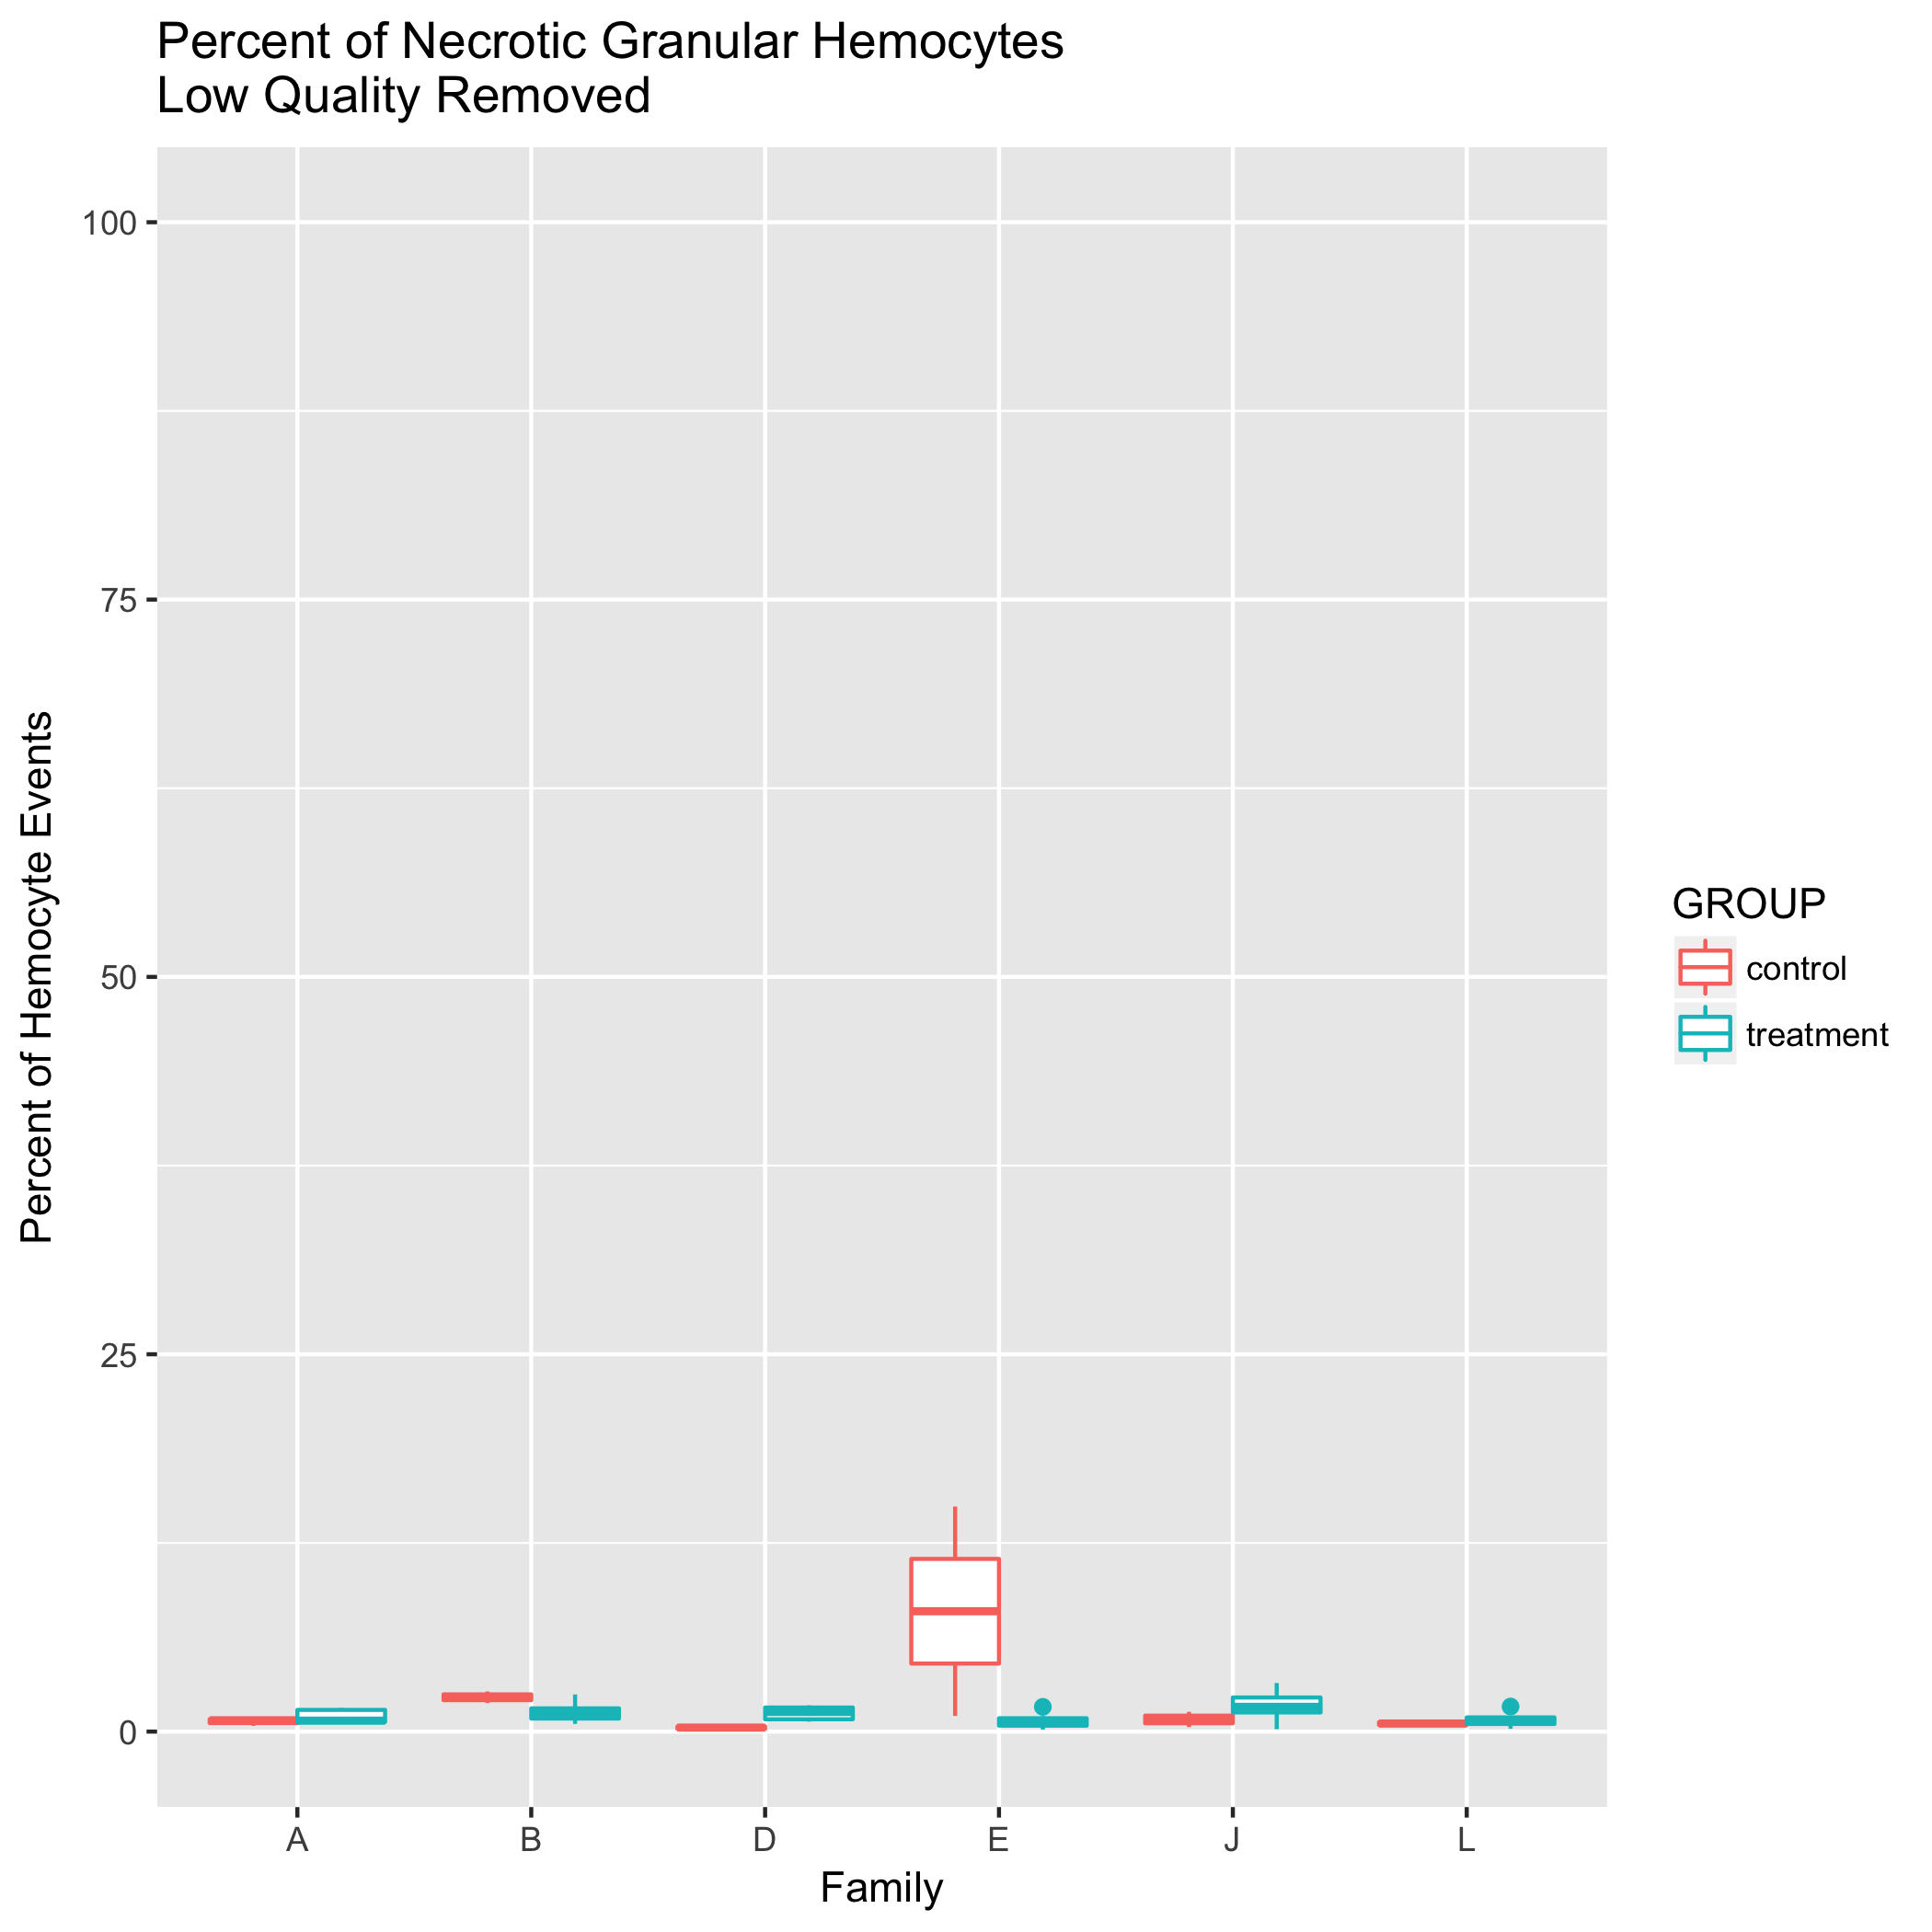 Percent of Necrotic Granular Hemocytes
Low Quality Removed
100
75
50
25
0
Percent of Hemocyte Events
A
B
D
E
J
L
Family
GROUP
control
treatment